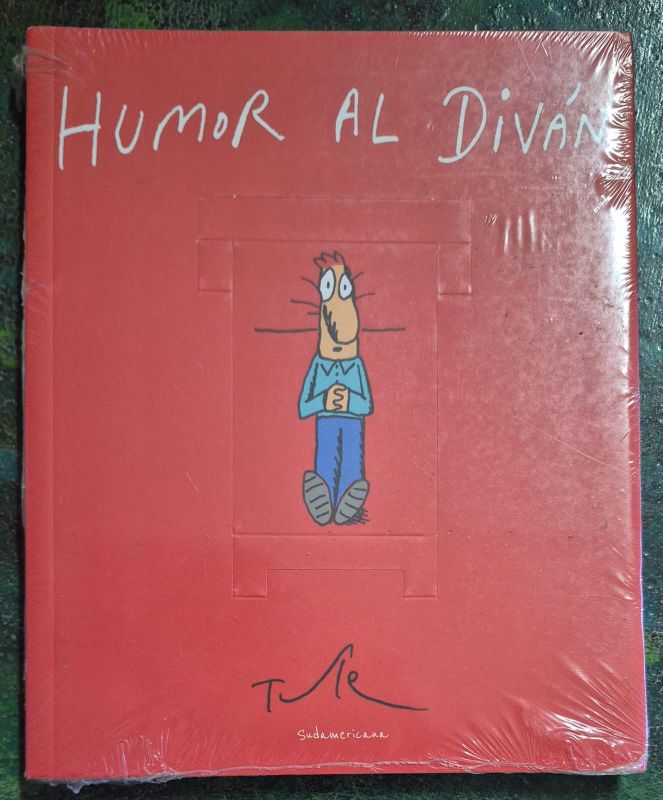 HUMOR AL DIVÁN
Tute
Sudamericana